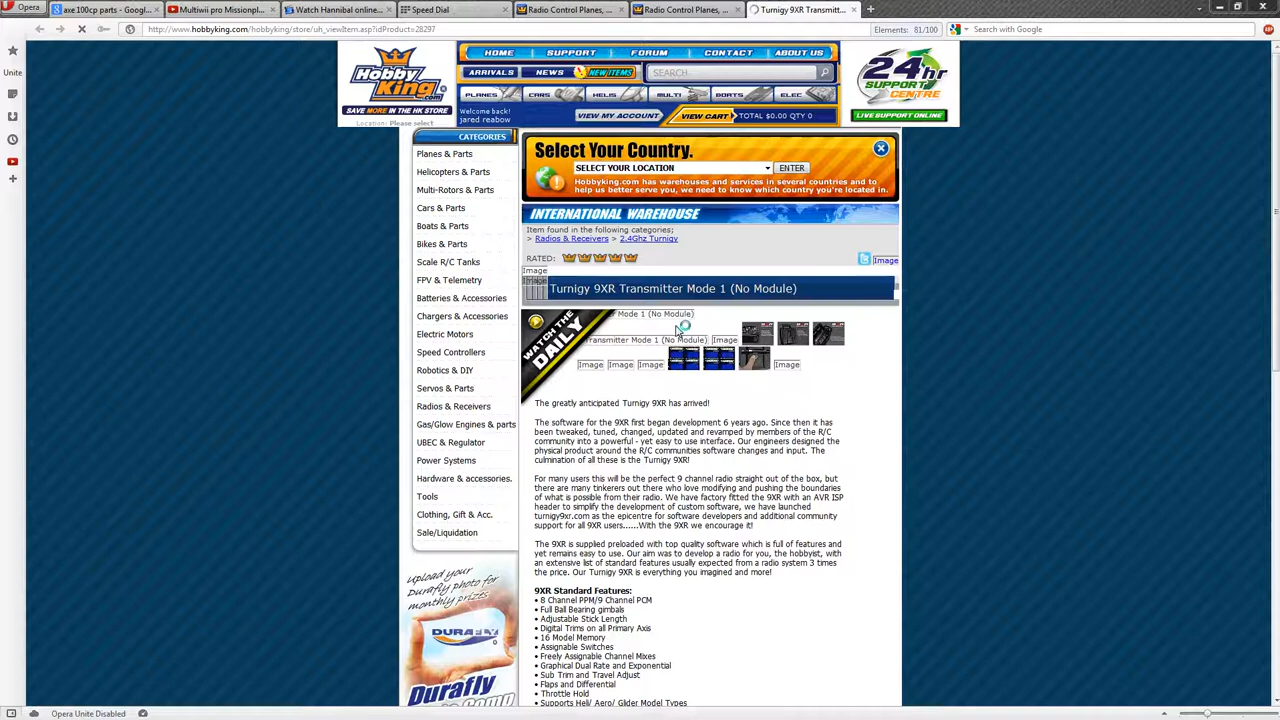 Opera
axe 100cp parts - Googl...
Multiwii pro Missionpl...
Watch Hannibal online...
Speed Dial
Radio Control Planes, ...
Radio Control Planes, ...
Turnigy 9XR Transmitt...
http://www.hobbyking.com/hobbyking/store/uh_viewItem.asp?idProduct=28297
Elements: 81/100
Search with Google
Unite
HobbyKing.com
SAVE MORE IN THE HK STORE
Location: Please select
HOME SUPPORT FORUM CONTACT ABOUT US
ARRIVALS NEWS NEW ITEMS SEARCH...
PLANES CARS HELIS MULTI BOATS ELEC
Welcome back!
jared reabow
VIEW MY ACCOUNT VIEW CART TOTAL $0.00 QTY 0
24hr
SUPPORT
CENTRE
LIVE SUPPORT ONLINE
CATEGORIES
Planes & Parts
Helicopters & Parts
Multi-Rotors & Parts
Cars & Parts
Boats & Parts
Bikes & Parts
Scale R/C Tanks
FPV & Telemetry
Batteries & Accessories
Chargers & Accessories
Electric Motors
Speed Controllers
Robotics & DIY
Servos & Parts
Radios & Receivers
Gas/Glow Engines & parts
UBEC & Regulator
Power Systems
Hardware & accessories.
Tools
Clothing, Gift & Acc.
Sale/Liquidation
upload your
Durafly photo for
monthly prizes
DURAFLY
Durafly
Select Your Country.
SELECT YOUR LOCATION ENTER
Hobbyking.com has warehouses and services in several countries and to
help us better serve you, we need to know which country you're located in.
INTERNATIONAL WAREHOUSE
Item found in the following categories;
> Radios & Receivers > 2.4Ghz Turnigy
RATED:
Image
Image
Image
Turnigy 9XR Transmitter Mode 1 (No Module)
WATCH THE
DAILY
Mode 1 (No Module)
Transmitter Mode 1 (No Module) Image
Image Image Image Image
The greatly anticipated Turnigy 9XR has arrived!
The software for the 9XR first began development 6 years ago. Since then it has
been tweaked, tuned, changed, updated and revamped by members of the R/C
community into a powerful - yet easy to use interface. Our engineers designed the
physical product around the R/C communities software changes and input. The
culmination of all these is the Turnigy 9XR!
For many users this will be the perfect 9 channel radio straight out of the box, but
there are many tinkerers out there who love modifying and pushing the boundaries
of what is possible from their radio. We have factory fitted the 9XR with an AVR ISP
header to simplify the development of custom software, we have launched
turnigy9xr.com as the epicentre for software developers and additional community
support for all 9XR users......With the 9XR we encourage it!
The 9XR is supplied preloaded with top quality software which is full of features and
yet remains easy to use. Our aim was to develop a radio for you, the hobbyist, with
an extensive list of standard features usually expected from a radio system 3 times
the price. Our Turnigy 9XR is everything you imagined and more!
9XR Standard Features:
• 8 Channel PPM/9 Channel PCM
• Full Ball Bearing gimbals
• Adjustable Stick Length
• Digital Trims on all Primary Axis
• 16 Model Memory
• Assignable Switches
• Freely Assignable Channel Mixes
• Graphical Dual Rate and Exponential
• Sub Trim and Travel Adjust
• Flaps and Differential
• Throttle Hold
• Supports Heli/ Aero/ Glider Model Types
Opera Unite Disabled